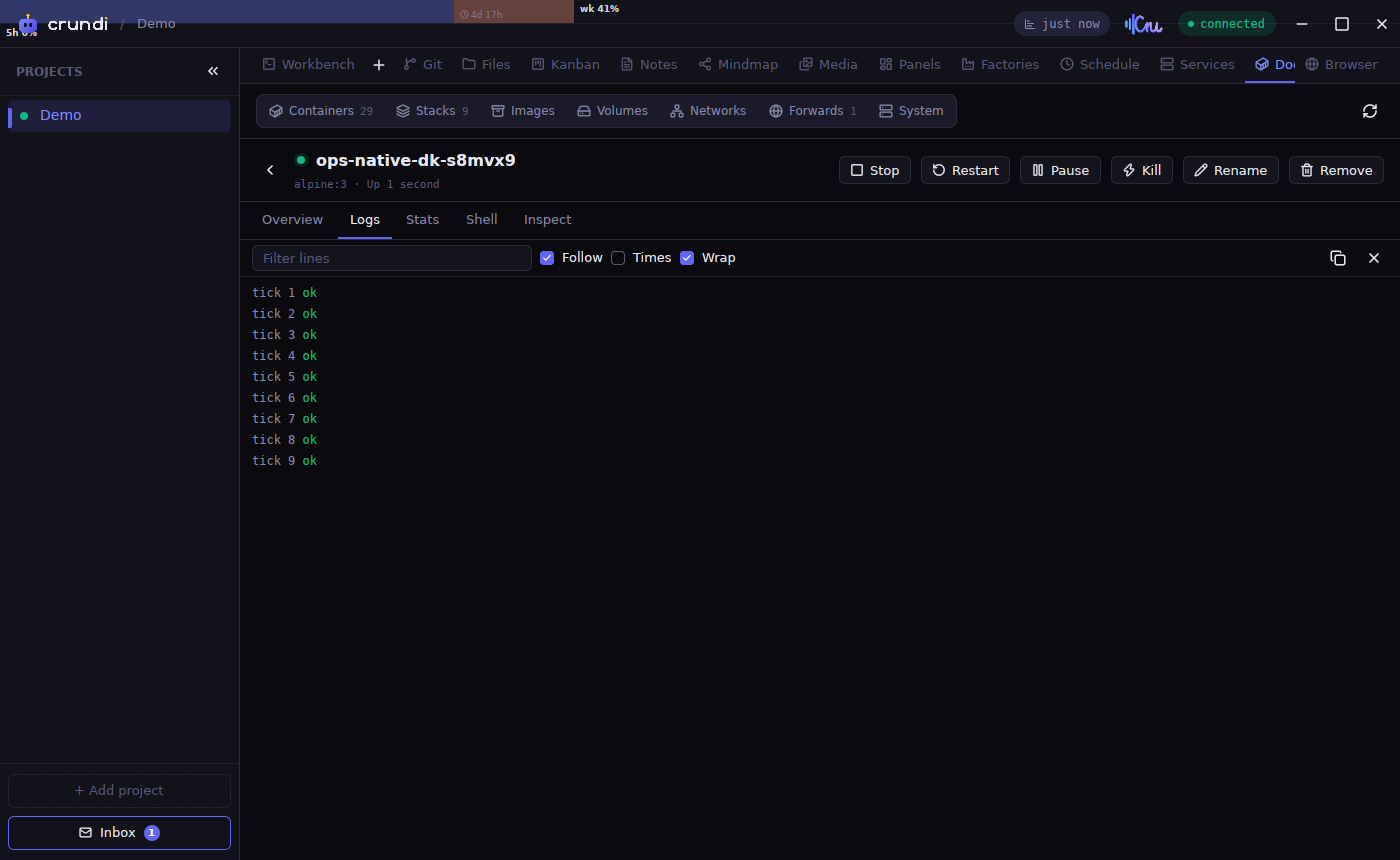 4d 17h
wk 41%
crundi / Demo
just now
Cru
connected
PROJECTS
Demo
+ Add project
Inbox 1
Workbench
Git
Files
Kanban
Notes
Mindmap
Media
Panels
Factories
Schedule
Services
Browser
Containers 29
Stacks 9
Images
Volumes
Networks
Forwards 1
System
ops-native-dk-s8mvx9
alpine:3 · Up 1 second
Stop
Restart
Pause
Kill
Rename
Remove
Overview
Logs
Stats
Shell
Inspect
Filter lines
Follow
Times
Wrap
tick 1 ok
tick 2 ok
tick 3 ok
tick 4 ok
tick 5 ok
tick 6 ok
tick 7 ok
tick 8 ok
tick 9 ok